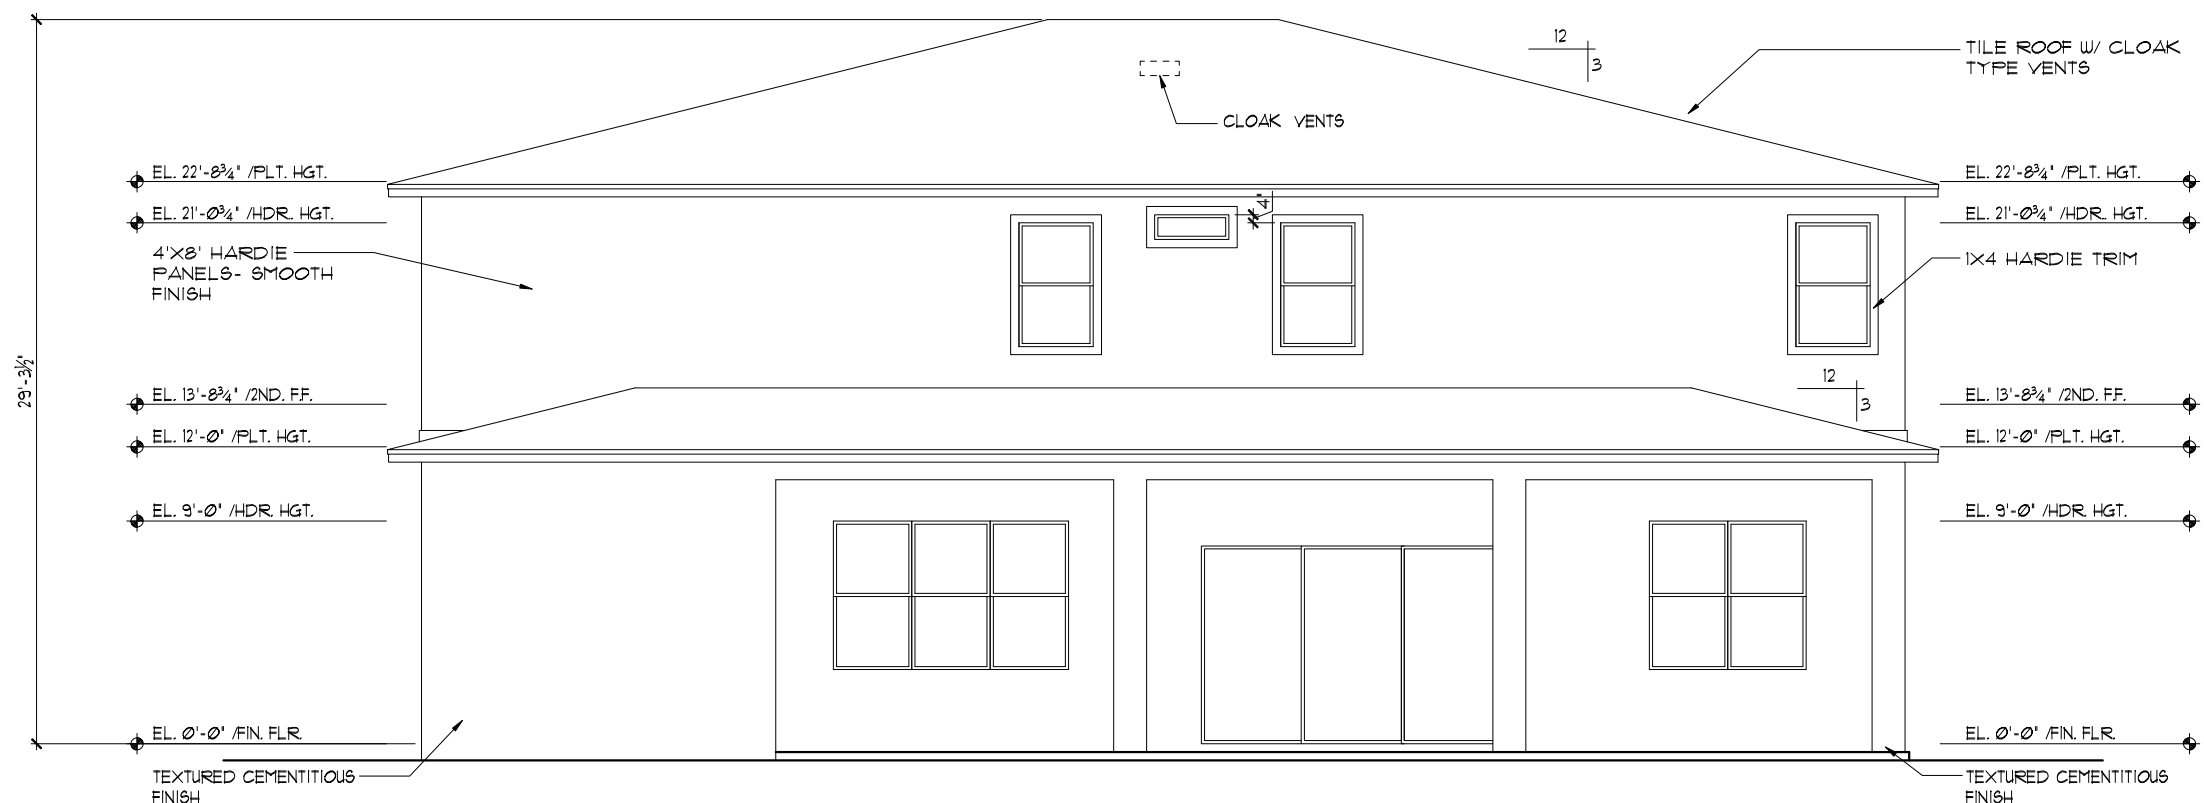 12
3
TILE ROOF W/ CLOAK
TYPE VENTS
CLOAK VENTS
EL. 22'-8¾" /PLT. HGT.
EL. 22'-8¾" /PLT. HGT.
4"
EL. 21'-0¾" /HDR. HGT.
EL. 21'-0¾" /HDR. HGT.
4'X8' HARDIE
PANELS- SMOOTH
FINISH
1X4 HARDIE TRIM
29'-3½"
12
3
EL. 13'-8¾" /2ND. F.F.
EL. 13'-8¾" /2ND. F.F.
EL. 12'-0" /PLT. HGT.
EL. 12'-0" /PLT. HGT.
EL. 9'-0" /HDR. HGT.
EL. 9'-0" /HDR. HGT.
EL. 0'-0" /FIN. FLR.
EL. 0'-0" /FIN. FLR.
TEXTURED CEMENTITIOUS
FINISH
TEXTURED CEMENTITIOUS
FINISH